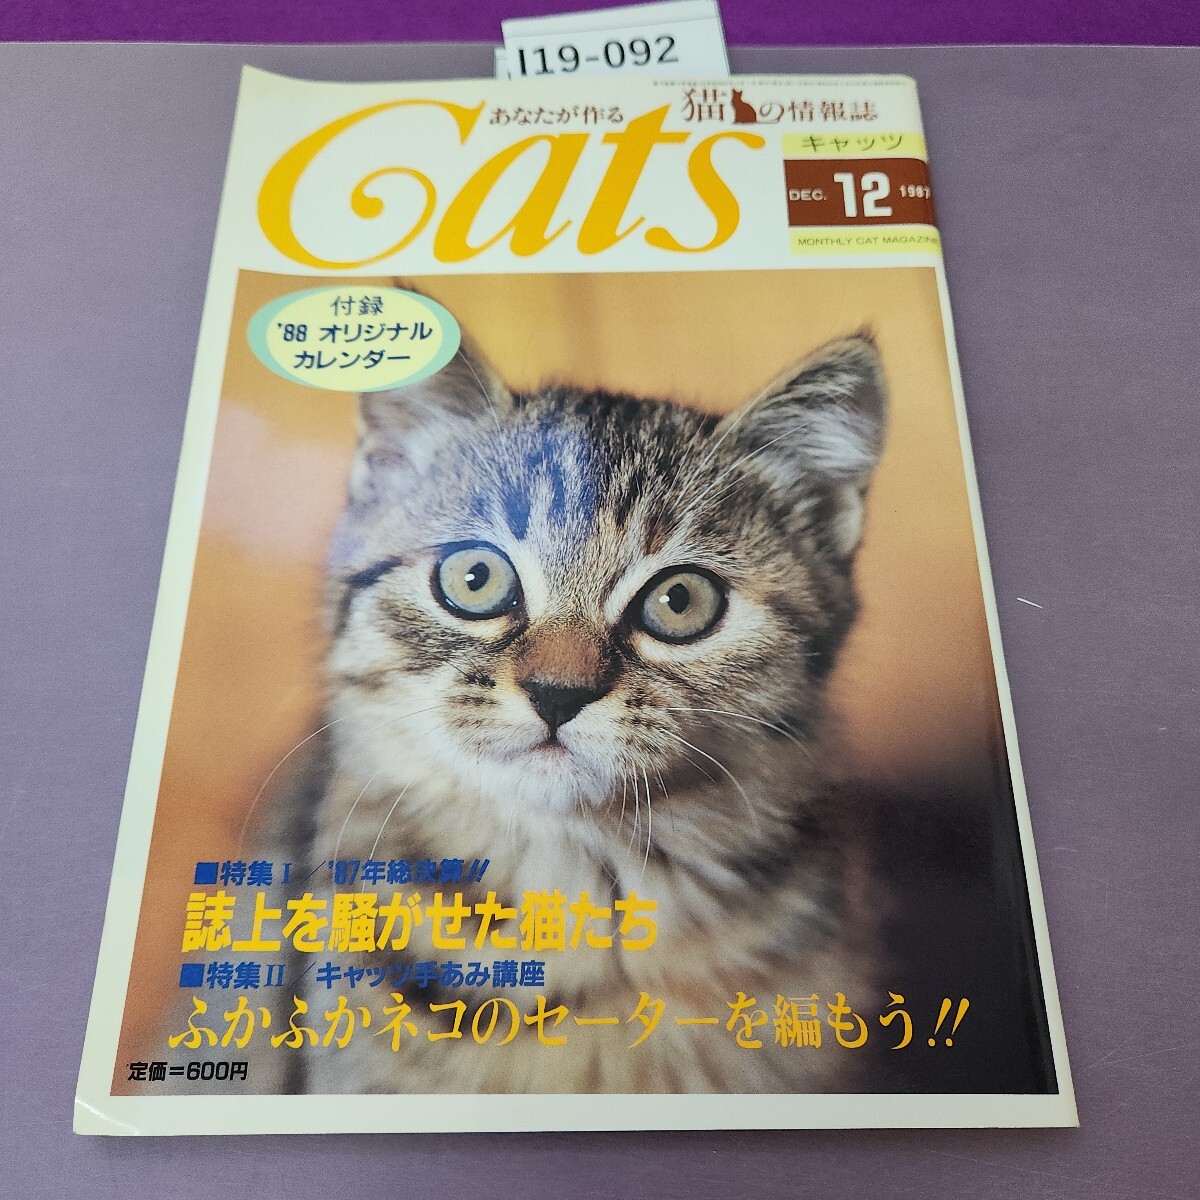 I19-092
あなたが作る 猫の情報誌
Cats
キャッツ
DEC. 12 1987
MONTHLY CAT MAGAZINE
付録
'88 オリジナル
カレンダー
■特集I/'87年総決算!!
誌上を騒がせた猫たち
■特集II/キャッツ手あみ講座
ふかふかネコのセーターを編もう!!
定価=600円